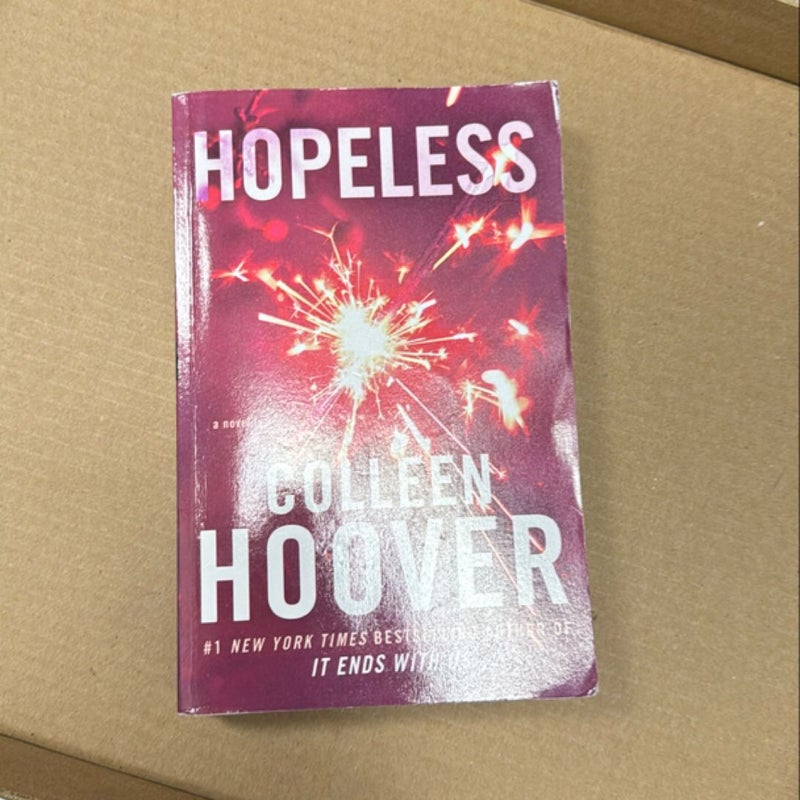 HOPELESS
a novel
COLLEEN
HOOVER
#1 NEW YORK TIMES BESTSELLING AUTHOR OF
IT ENDS WITH US